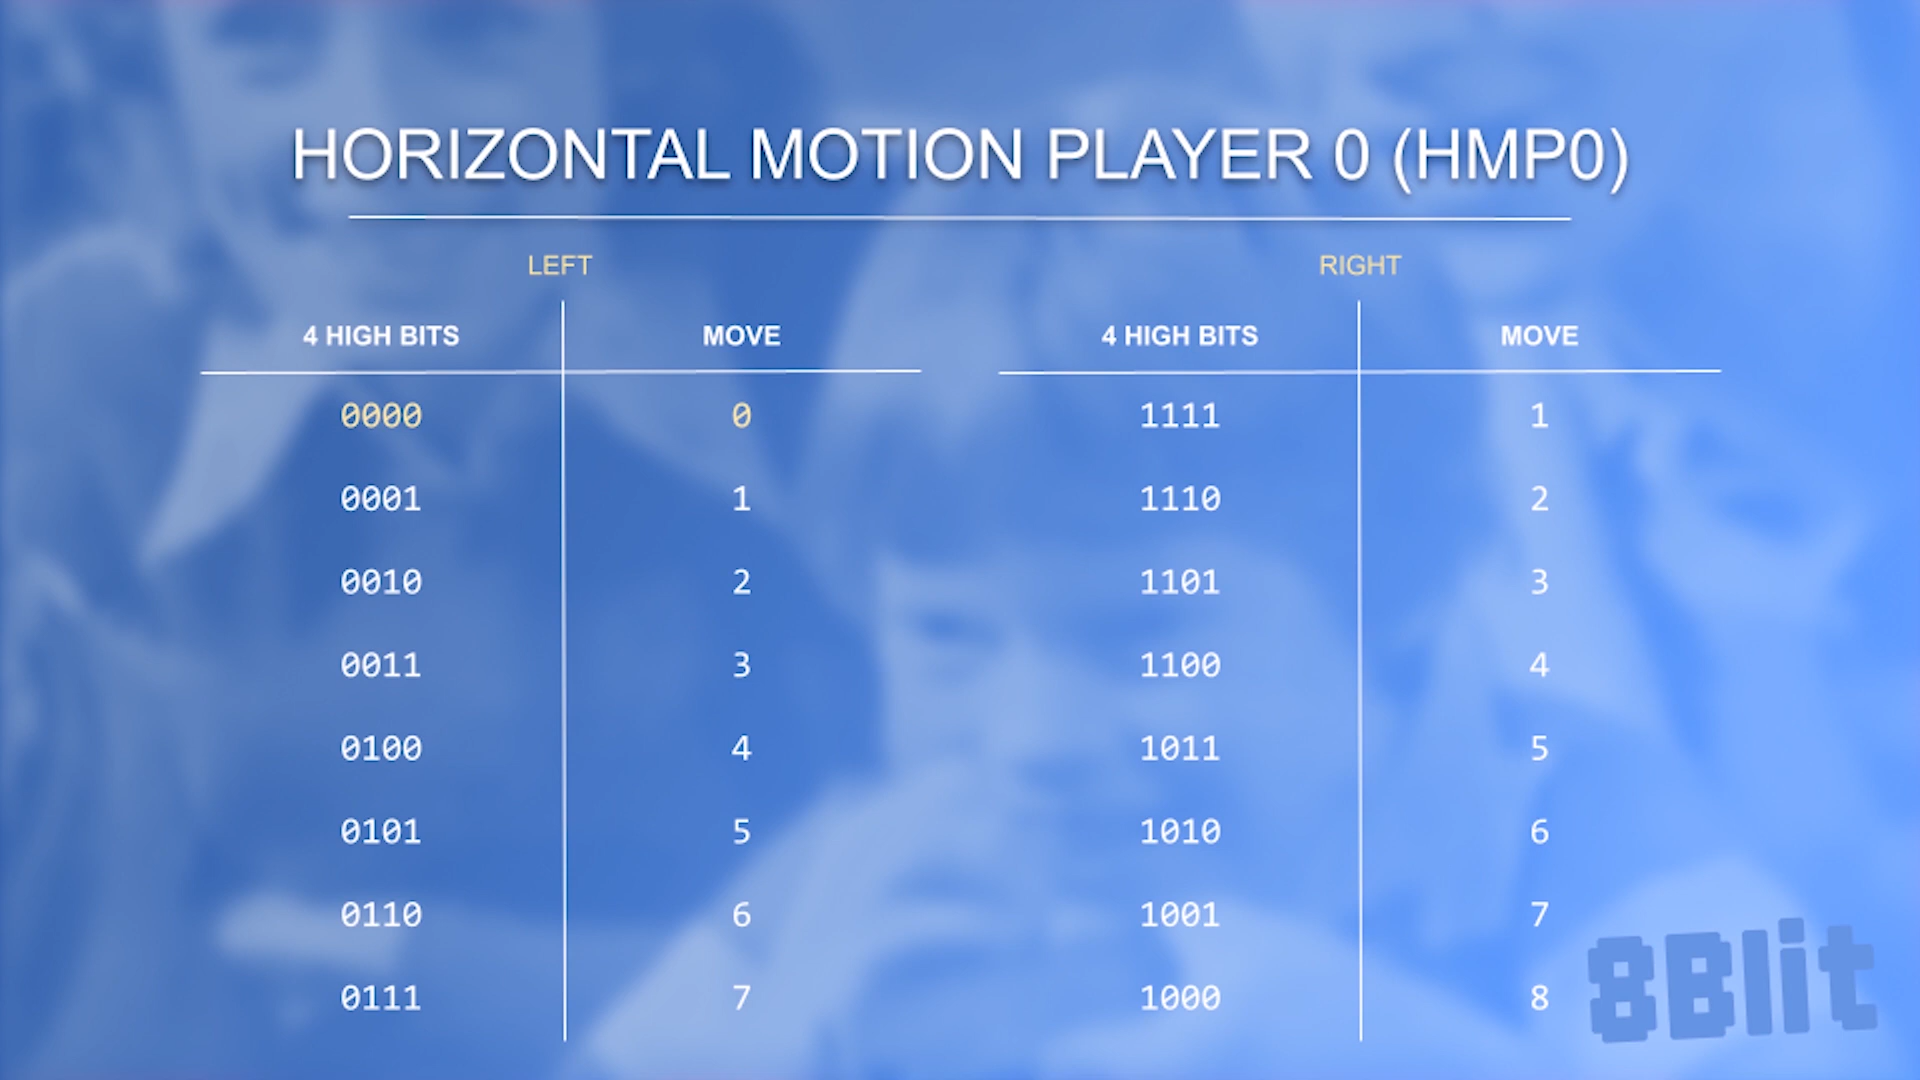 HORIZONTAL MOTION PLAYER 0 (HMP0)
LEFT RIGHT
4 HIGH BITS MOVE 4 HIGH BITS MOVE
0000 0 1111 1
0001 1 1110 2
0010 2 1101 3
0011 3 1100 4
0100 4 1011 5
0101 5 1010 6
0110 6 1001 7
0111 7 1000 8
8Blit